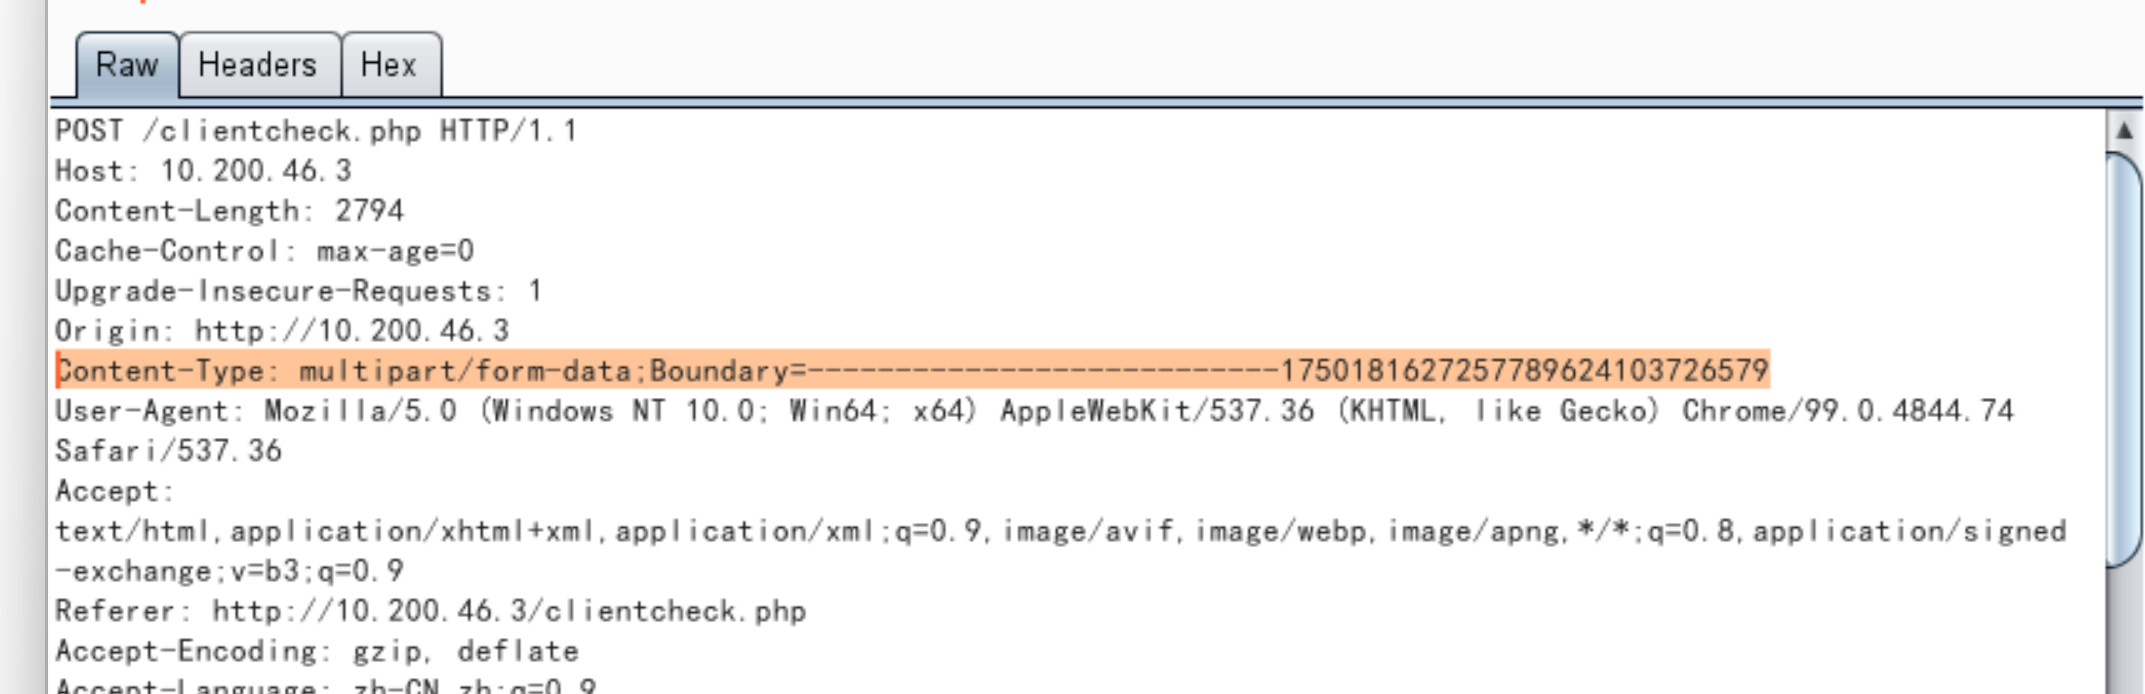 Raw
Headers
Hex
POST /clientcheck.php HTTP/1.1
Host: 10.200.46.3
Content-Length: 2794
Cache-Control: max-age=0
Upgrade-Insecure-Requests: 1
Origin: http://10.200.46.3
Content-Type: multipart/form-data;Boundary=---------------------------1750181627257789624103726579
User-Agent: Mozilla/5.0 (Windows NT 10.0; Win64; x64) AppleWebKit/537.36 (KHTML, like Gecko) Chrome/99.0.4844.74
Safari/537.36
Accept:
text/html,application/xhtml+xml,application/xml;q=0.9,image/avif,image/webp,image/apng,*/*;q=0.8,application/signed
-exchange;v=b3;q=0.9
Referer: http://10.200.46.3/clientcheck.php
Accept-Encoding: gzip, deflate
Accept-Language: zh-CN,zh;q=0.9